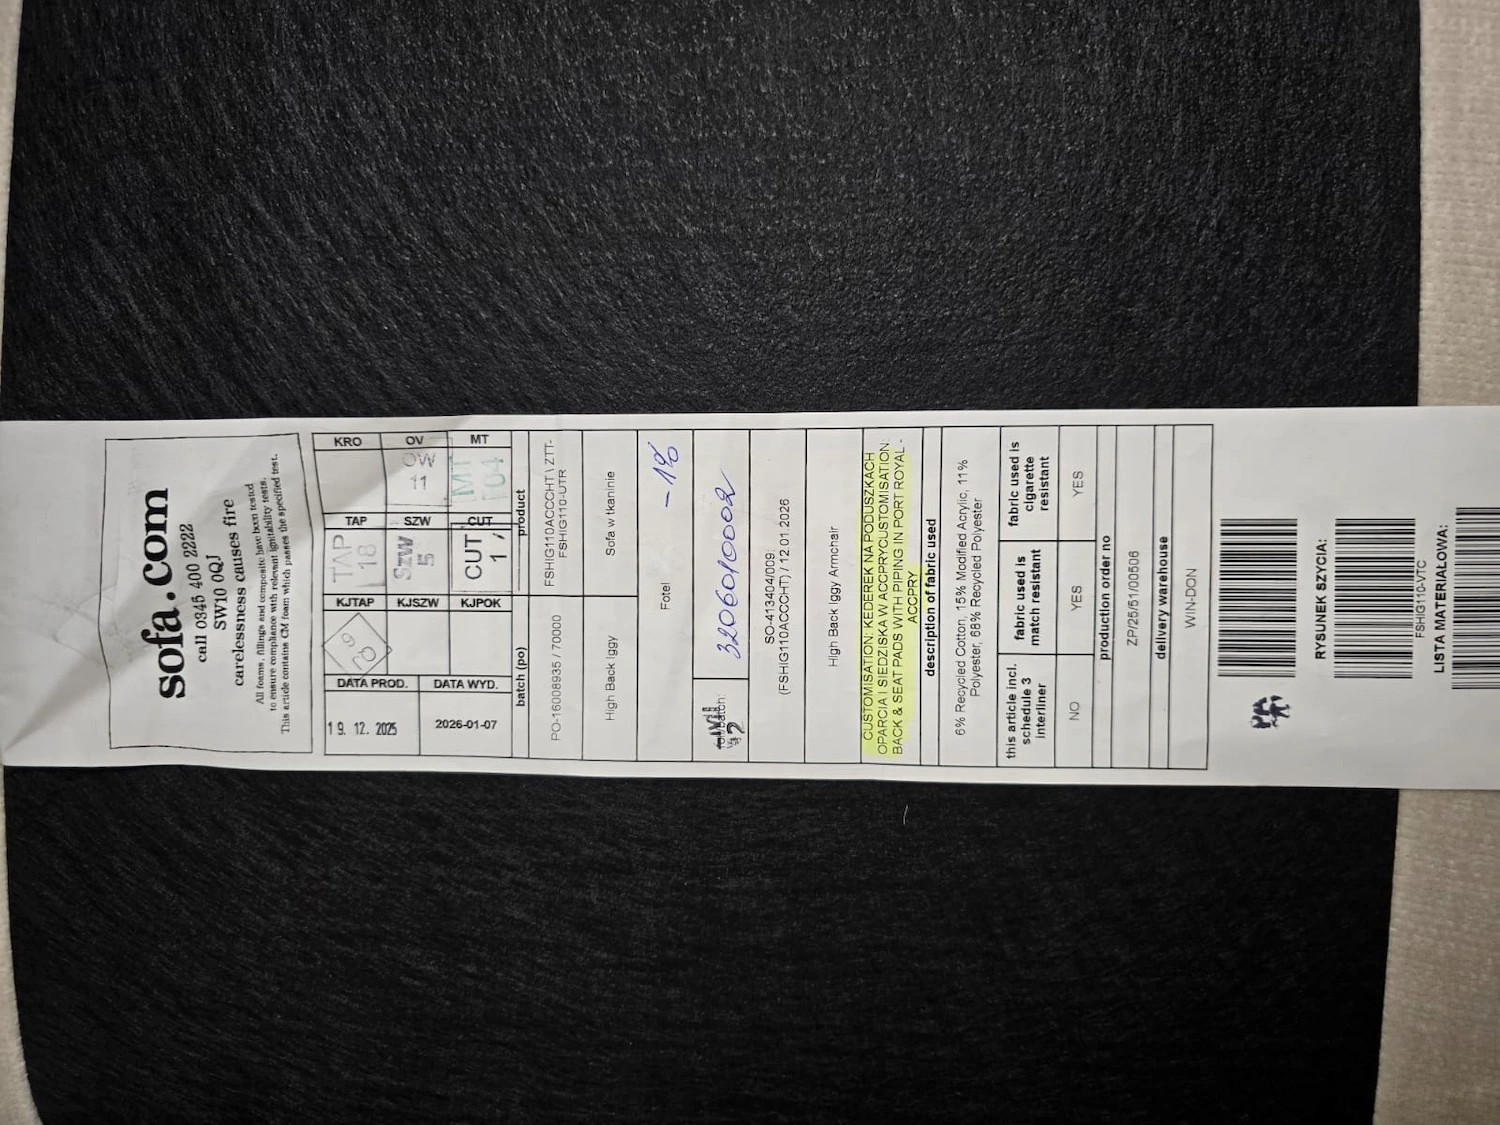 sofa.com
call 0345 400 2222
SW10 0QJ
carelessness causes fire
All foams, fillings and composite have been tested
to ensure compliance with relevant ignitability tests.
This article contains CM foam which passes the specified test.
KJTAP TAP KRO
TAP 18
DATA PROD. KJSZW SZW OV
19. 12. 2025 SZW 5 OW 11
DATA WYD. KJPOK CUT MT
2026-01-07 CUT 1 MT 04
batch (po) product
PO-16008935 / 70000 FSHIG110ACCCHT \ ZTT-
FSHIG110-UTR
High Back Iggy Sofa w tkaninie
Fotel
3206010002
SO-413404/009
(FSHIG110ACCCHT) / 12.01.2026
High Back Iggy Armchair
CUSTOMISATION: KEDEREK NA PODUSZKACH
OPARCIA I SIEDZISKA W ACCPRYCUSTOMISATION:
BACK & SEAT PADS WITH PIPING IN PORT ROYAL -
ACCPRY
description of fabric used
6% Recycled Cotton, 15% Modified Acrylic, 11%
Polyester, 68% Recycled Polyester
this article incl. schedule 3 interliner fabric used is match resistant fabric used is cigarette resistant
NO YES YES
production order no
ZP/25/51/00506
delivery warehouse
WIN-DON
RYSUNEK SZYCIA:
FSHIG110-VTC
LISTA MATERIAŁOWA: